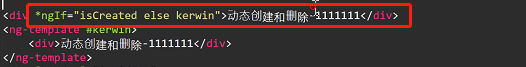 <div *ngIf="isCreated else kerwin">动态创建和删除-1111111</div>
<ng-template #kerwin>
<div>动态创建和删除-1111111</div>
</ng-template>